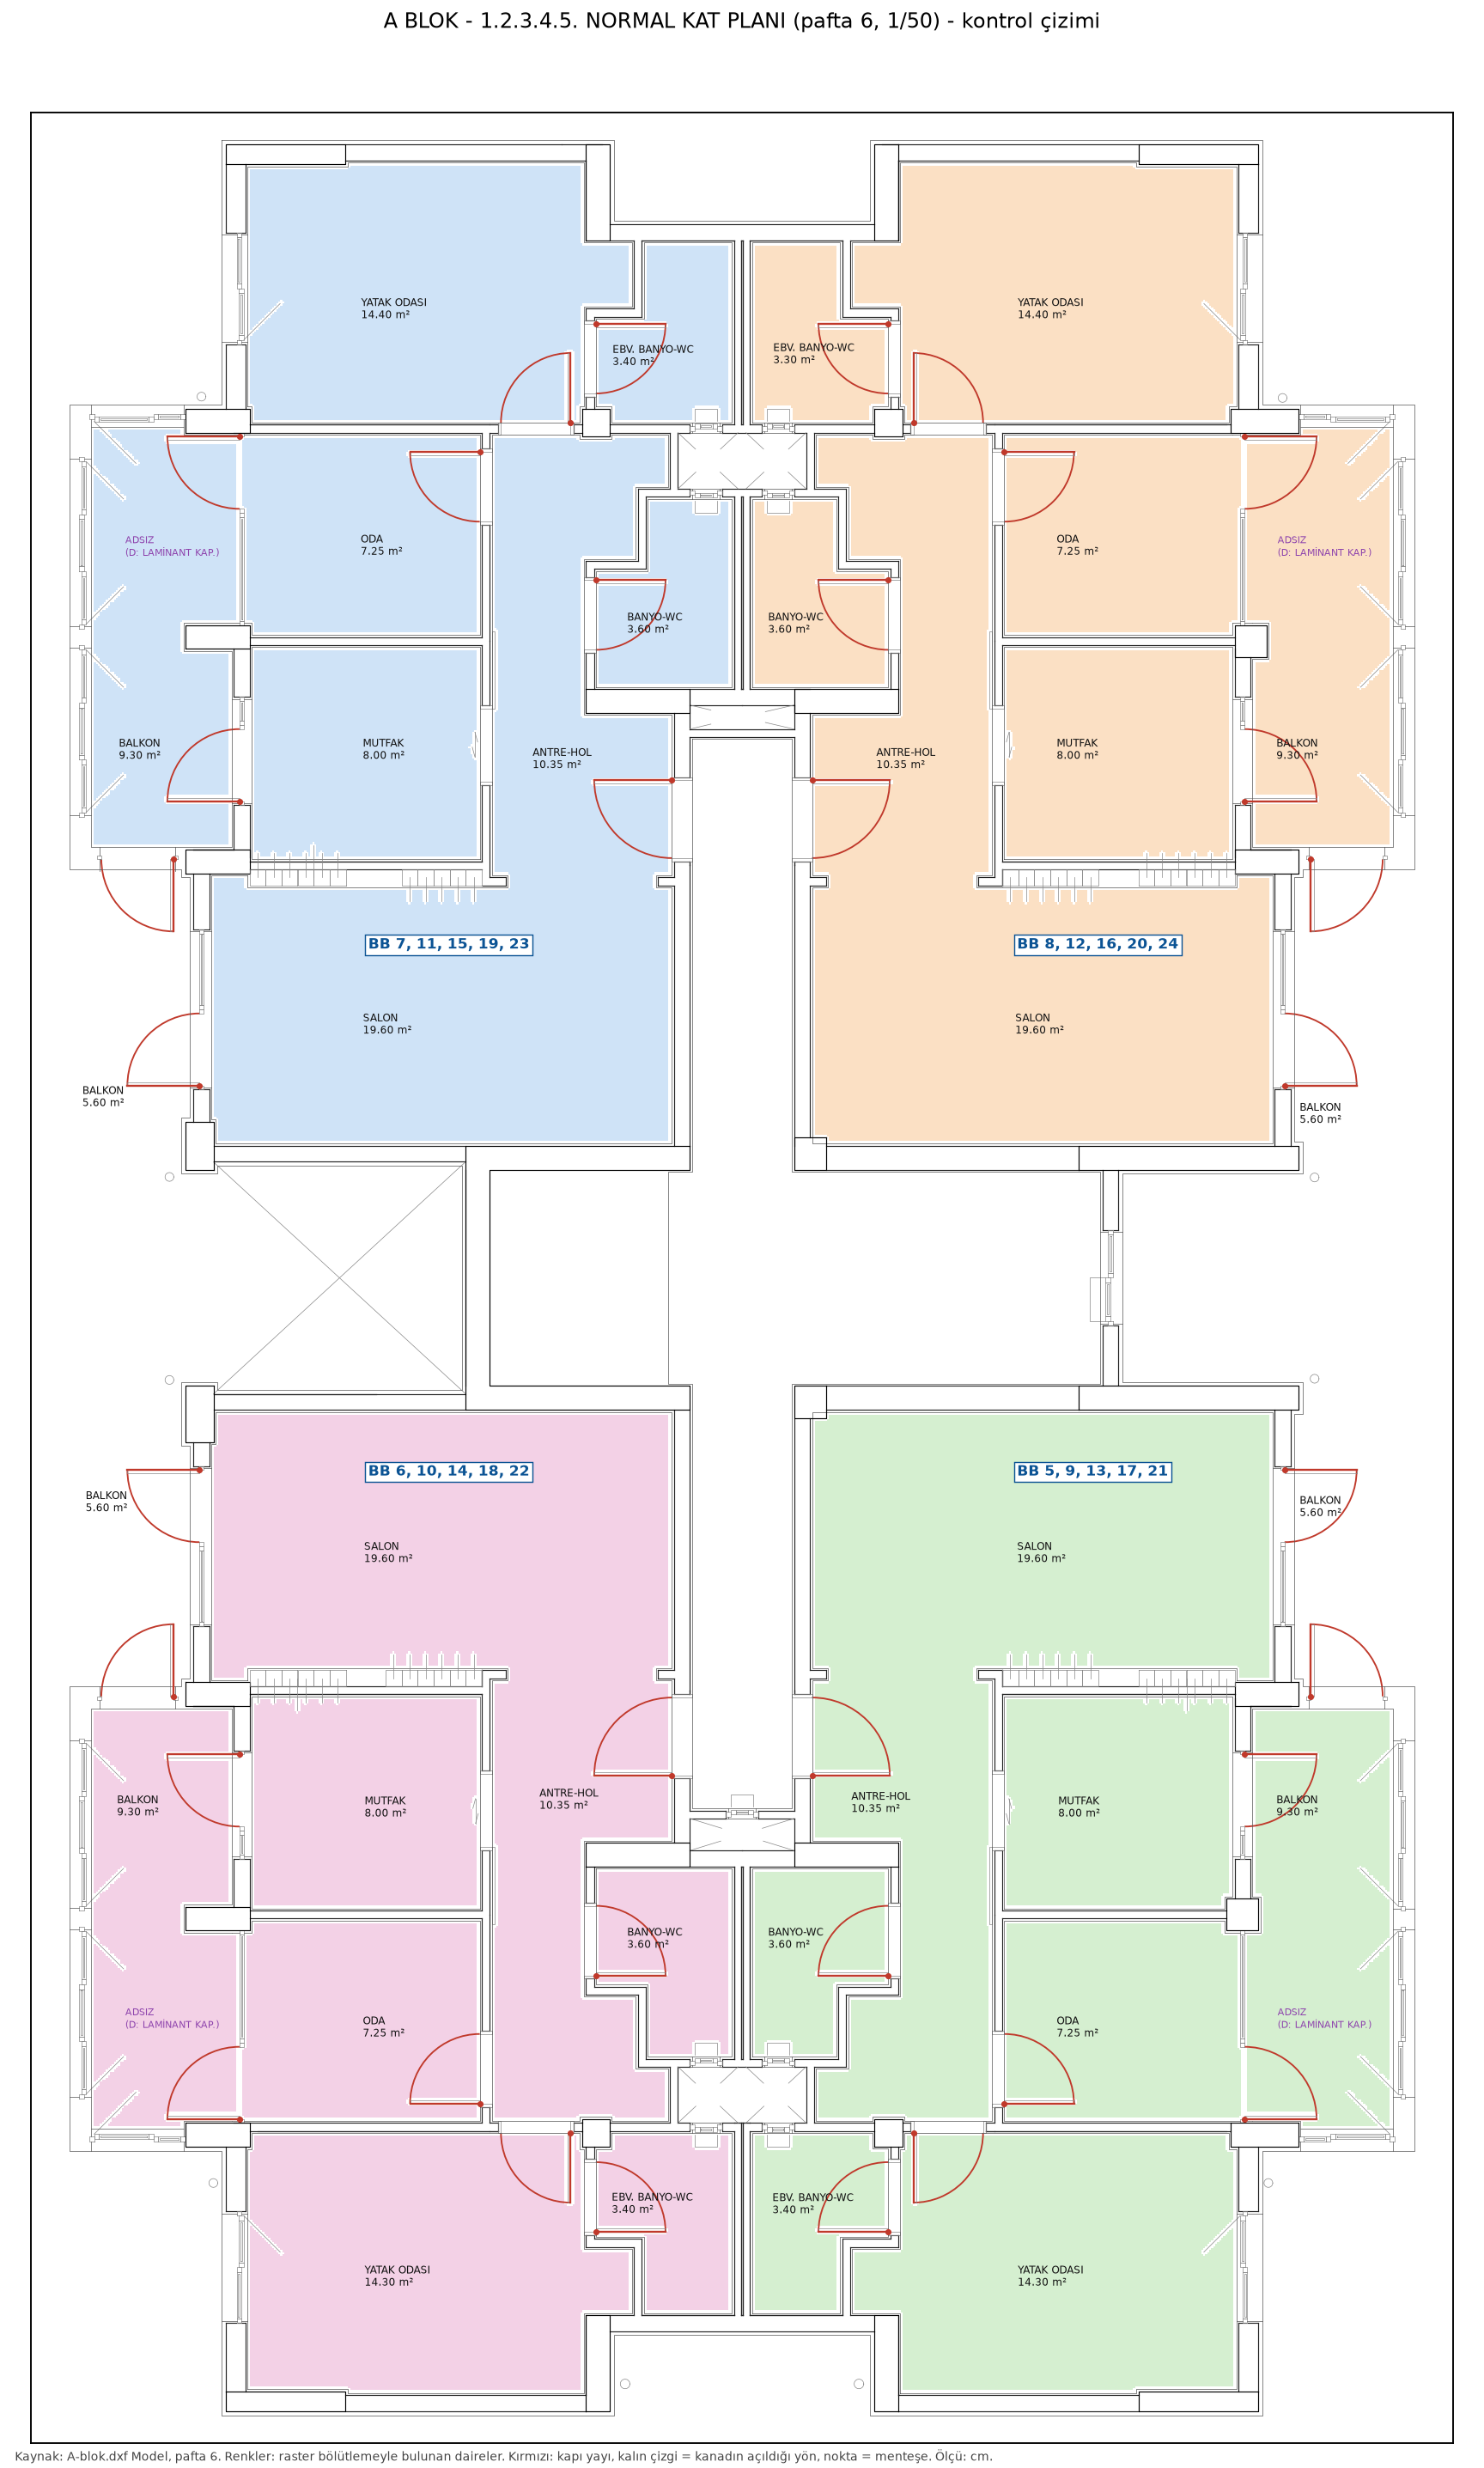 A BLOK - 1.2.3.4.5. NORMAL KAT PLANI (pafta 6, 1/50) - kontrol çizimi
YATAK ODASI
14.40 m²
YATAK ODASI
14.40 m²
EBV. BANYO-WC
3.40 m²
EBV. BANYO-WC
3.30 m²
ADSIZ
(D: LAMİNANT KAP.)
ODA
7.25 m²
ODA
7.25 m²
ADSIZ
(D: LAMİNANT KAP.)
BANYO-WC
3.60 m²
BANYO-WC
3.60 m²
BALKON
9.30 m²
MUTFAK
8.00 m²
ANTRE-HOL
10.35 m²
ANTRE-HOL
10.35 m²
MUTFAK
8.00 m²
BALKON
9.30 m²
BB 7, 11, 15, 19, 23
BB 8, 12, 16, 20, 24
SALON
19.60 m²
SALON
19.60 m²
BALKON
5.60 m²
BALKON
5.60 m²
BB 6, 10, 14, 18, 22
BB 5, 9, 13, 17, 21
BALKON
5.60 m²
BALKON
5.60 m²
SALON
19.60 m²
SALON
19.60 m²
BALKON
9.30 m²
MUTFAK
8.00 m²
ANTRE-HOL
10.35 m²
ANTRE-HOL
10.35 m²
MUTFAK
8.00 m²
BALKON
9.30 m²
BANYO-WC
3.60 m²
BANYO-WC
3.60 m²
ADSIZ
(D: LAMİNANT KAP.)
ODA
7.25 m²
ODA
7.25 m²
ADSIZ
(D: LAMİNANT KAP.)
EBV. BANYO-WC
3.40 m²
EBV. BANYO-WC
3.40 m²
YATAK ODASI
14.30 m²
YATAK ODASI
14.30 m²
Kaynak: A-blok.dxf Model, pafta 6. Renkler: raster bölütlemeyle bulunan daireler. Kırmızı: kapı yayı, kalın çizgi = kanadın açıldığı yön, nokta = menteşe. Ölçü: cm.